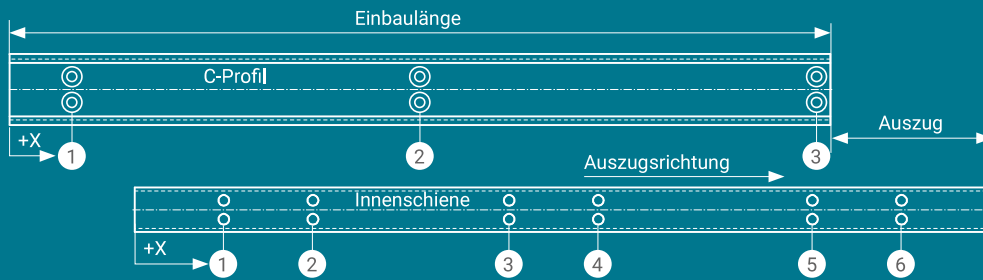 Einbaulänge
C-Profil
+X
1
2
3
Auszug
Auszugsrichtung
Innenschiene
+X
1
2
3
4
5
6